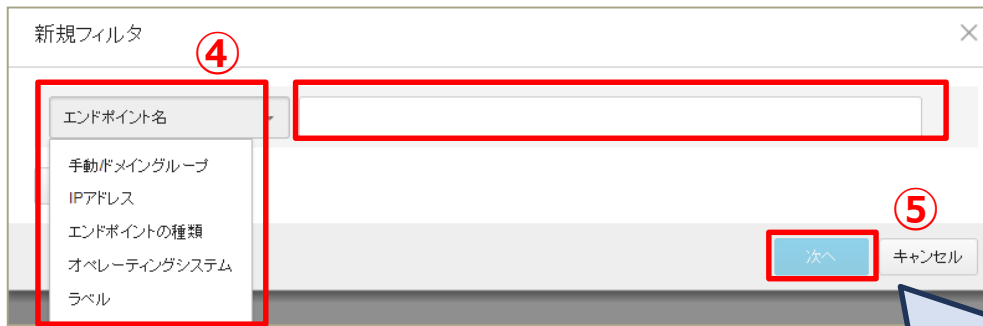 新規フィルタ
④
エンドポイント名
手動/ドメイングループ
IPアドレス
エンドポイントの種類
オペレーティングシステム
ラベル
⑤
次へ
キャンセル